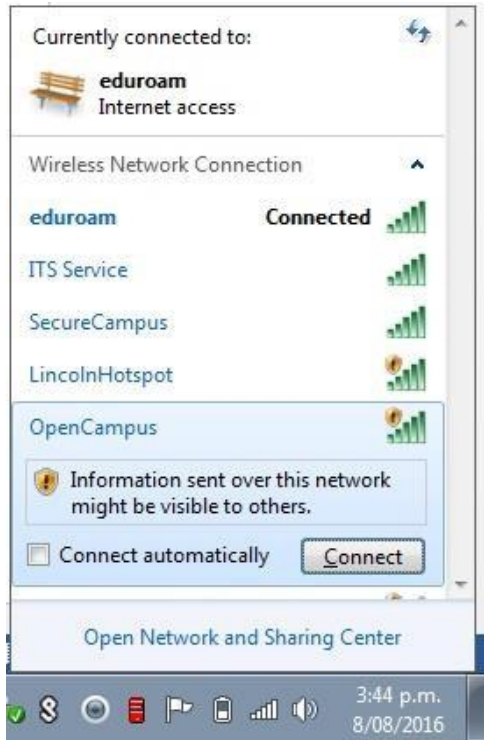 Currently connected to:
eduroam
Internet access
Wireless Network Connection
eduroam Connected
ITS Service
SecureCampus
LincolnHotspot
OpenCampus
Information sent over this network
might be visible to others.
Connect automatically Connect
Open Network and Sharing Center
3:44 p.m.
8/08/2016